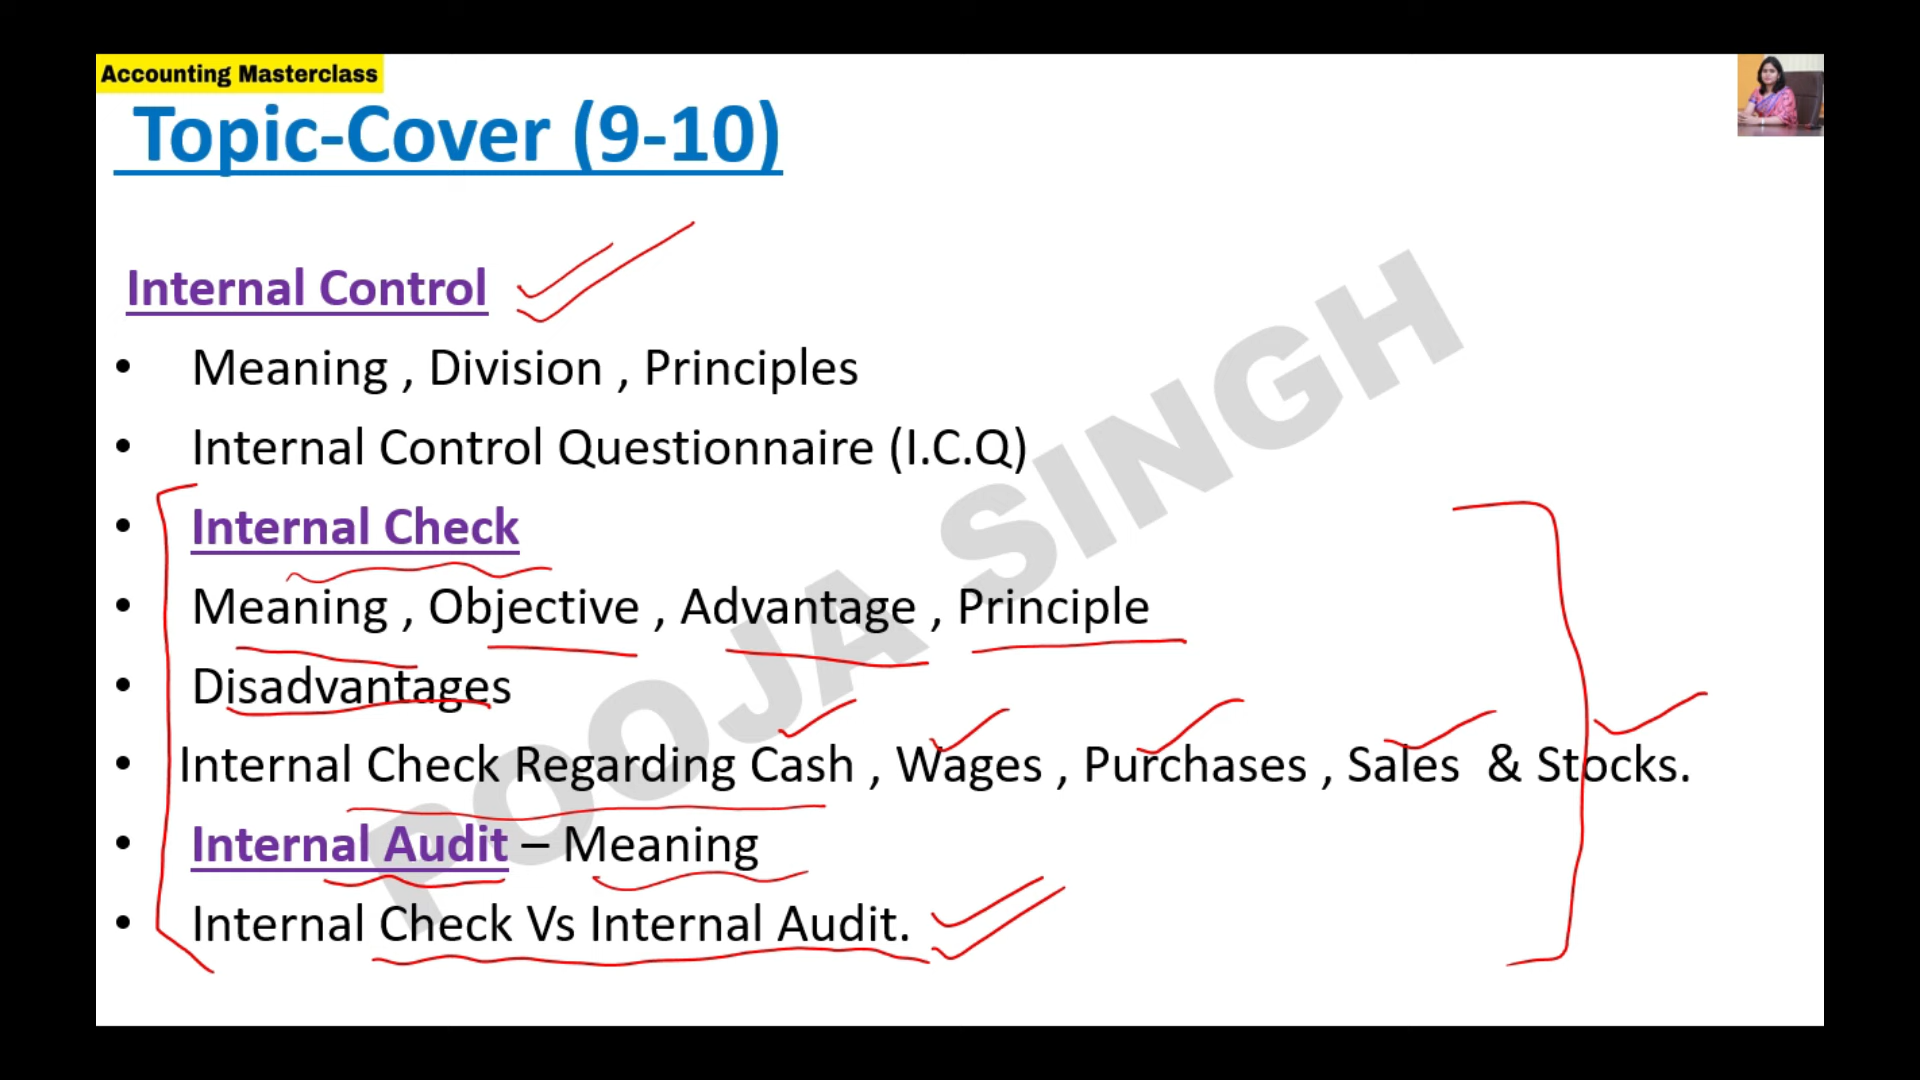 Accounting Masterclass
Topic-Cover (9-10)
Internal Control
• Meaning , Division , Principles
• Internal Control Questionnaire (I.C.Q)
• Internal Check
• Meaning , Objective , Advantage , Principle
• Disadvantages
• Internal Check Regarding Cash , Wages , Purchases , Sales & Stocks.
• Internal Audit – Meaning
• Internal Check Vs Internal Audit.
POOJA SINGH